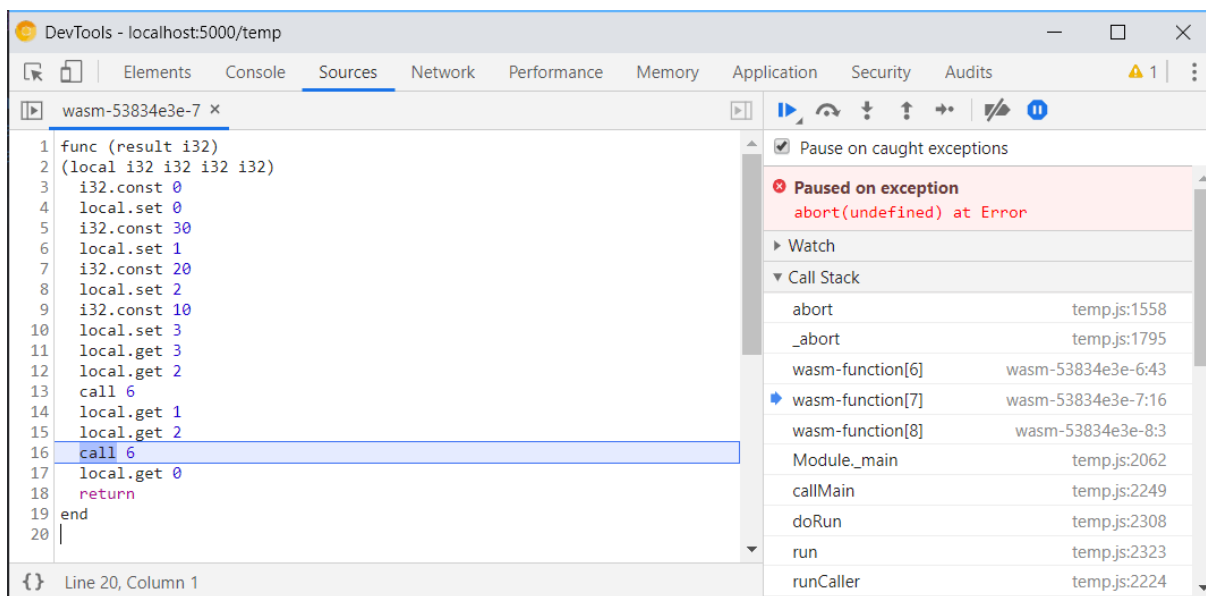 DevTools - localhost:5000/temp
Elements Console Sources Network Performance Memory Application Security Audits 1
wasm-53834e3e-7 ×
1 func (result i32)
2 (local i32 i32 i32 i32)
3 i32.const 0
4 local.set 0
5 i32.const 30
6 local.set 1
7 i32.const 20
8 local.set 2
9 i32.const 10
10 local.set 3
11 local.get 3
12 local.get 2
13 call 6
14 local.get 1
15 local.get 2
16 call 6
17 local.get 0
18 return
19 end
20
{} Line 20, Column 1
Pause on caught exceptions
Paused on exception
abort(undefined) at Error
Watch
Call Stack
abort temp.js:1558
_abort temp.js:1795
wasm-function[6] wasm-53834e3e-6:43
wasm-function[7] wasm-53834e3e-7:16
wasm-function[8] wasm-53834e3e-8:3
Module._main temp.js:2062
callMain temp.js:2249
doRun temp.js:2308
run temp.js:2323
runCaller temp.js:2224